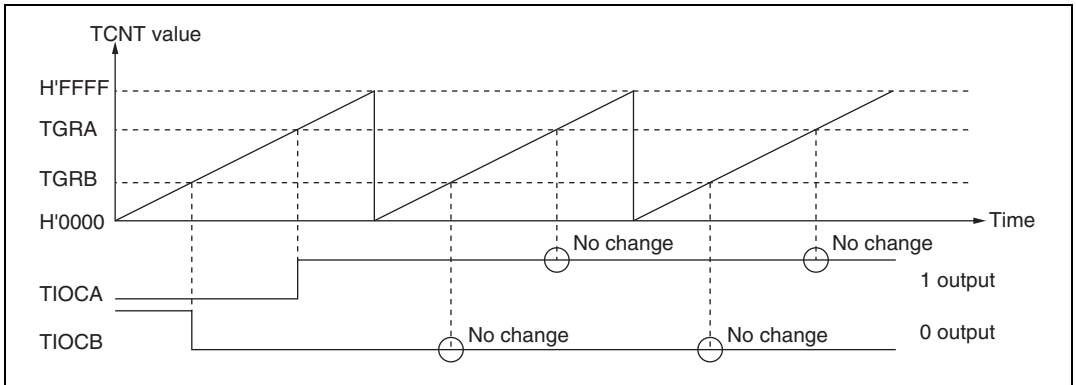 TCNT value
H'FFFF
TGRA
TGRB
H'0000
Time
No change
No change
1 output
TIOCA
No change
No change
0 output
TIOCB